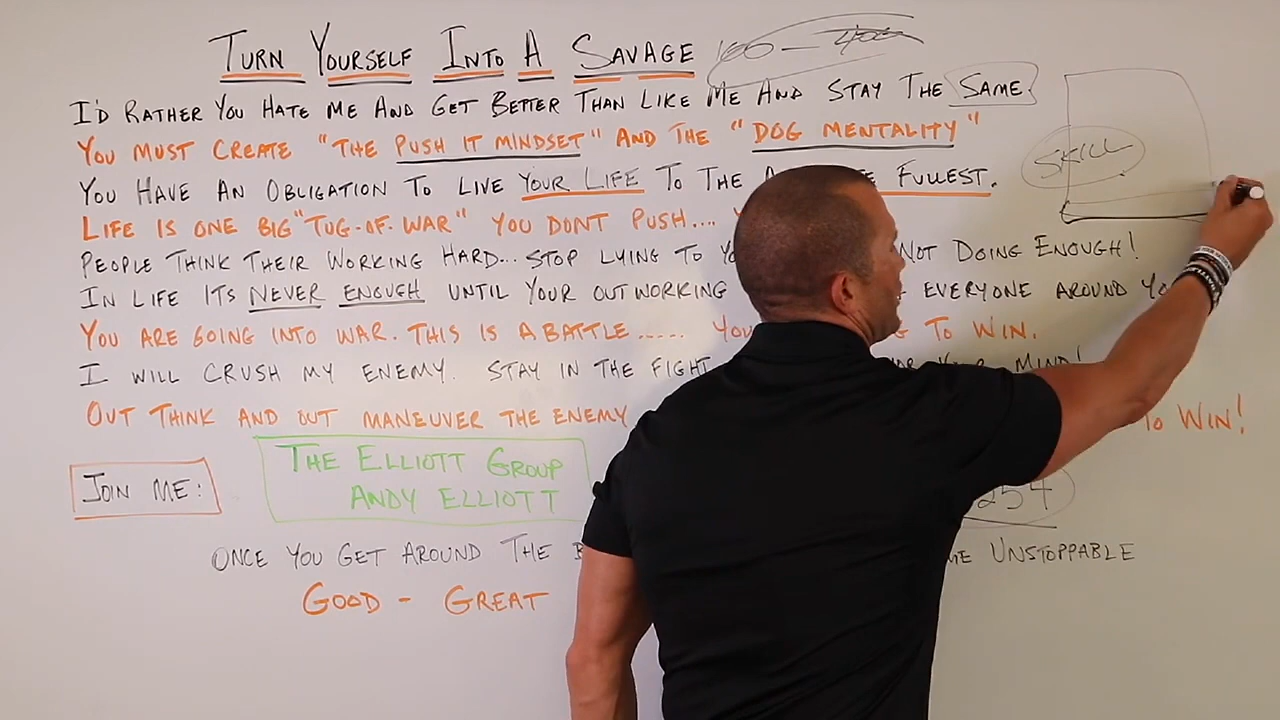 TURN YOURSELF INTO A SAVAGE 100 - 400
I'D RATHER YOU HATE ME AND GET BETTER THAN LIKE ME AND STAY THE SAME.
YOU MUST CREATE "THE PUSH IT MINDSET" AND THE "DOG MENTALITY"
SKILL
YOU HAVE AN OBLIGATION TO LIVE YOUR LIFE TO THE FULLEST.
LIFE IS ONE BIG "TUG-OF-WAR" YOU DONT PUSH....
PEOPLE THINK THEIR WORKING HARD... STOP LYING TO NOT DOING ENOUGH!
IN LIFE ITS NEVER ENOUGH UNTIL YOUR OUTWORKING EVERYONE AROUND
YOU ARE GOING INTO WAR. THIS IS A BATTLE...... TO WIN.
I WILL CRUSH MY ENEMY. STAY IN THE FIGHT YOUR MIND!
OUT THINK AND OUT MANEUVER THE ENEMY TO WIN!
JOIN ME: THE ELLIOTT GROUP
ANDY ELLIOTT
254
ONCE YOU GET AROUND THE UNSTOPPABLE
GOOD - GREAT